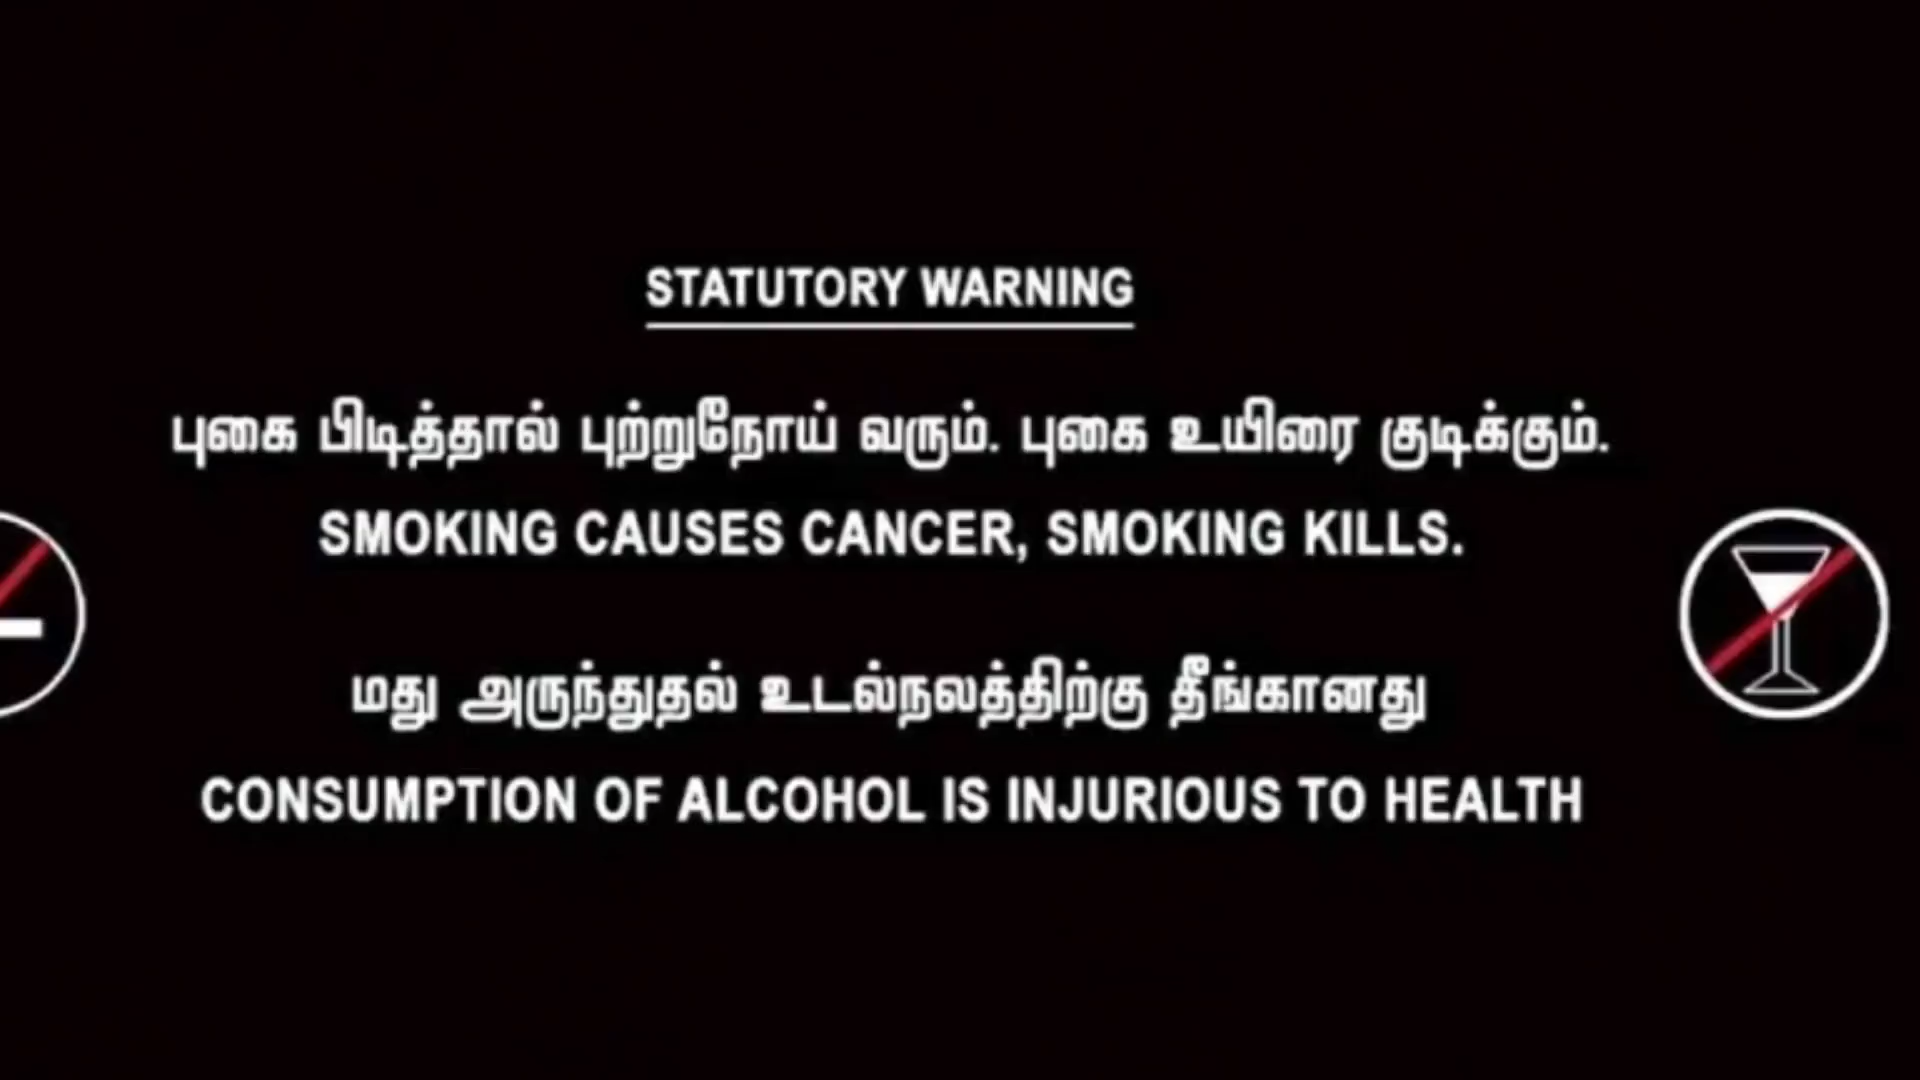 STATUTORY WARNING
புகை பிடித்தால் புற்றுநோய் வரும். புகை உயிரை குடிக்கும்.
SMOKING CAUSES CANCER, SMOKING KILLS.
மது அருந்துதல் உடல்நலத்திற்கு தீங்கானது
CONSUMPTION OF ALCOHOL IS INJURIOUS TO HEALTH